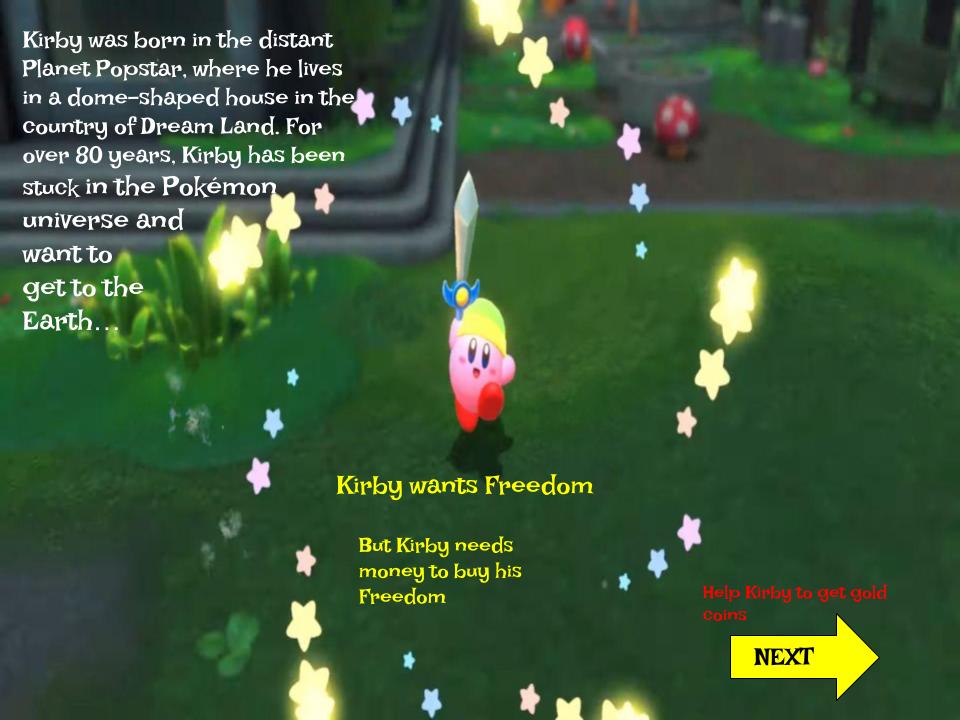 Kirby was born in the distant
Planet Popstar, where he lives
in a dome-shaped house in the
country of Dream Land. For
over 80 years, Kirby has been
stuck in the Pokémon
universe and
want to
get to the
Earth...
Kirby wants Freedom
But Kirby needs
money to buy his
Freedom
Help Kirby to get gold
coins
NEXT